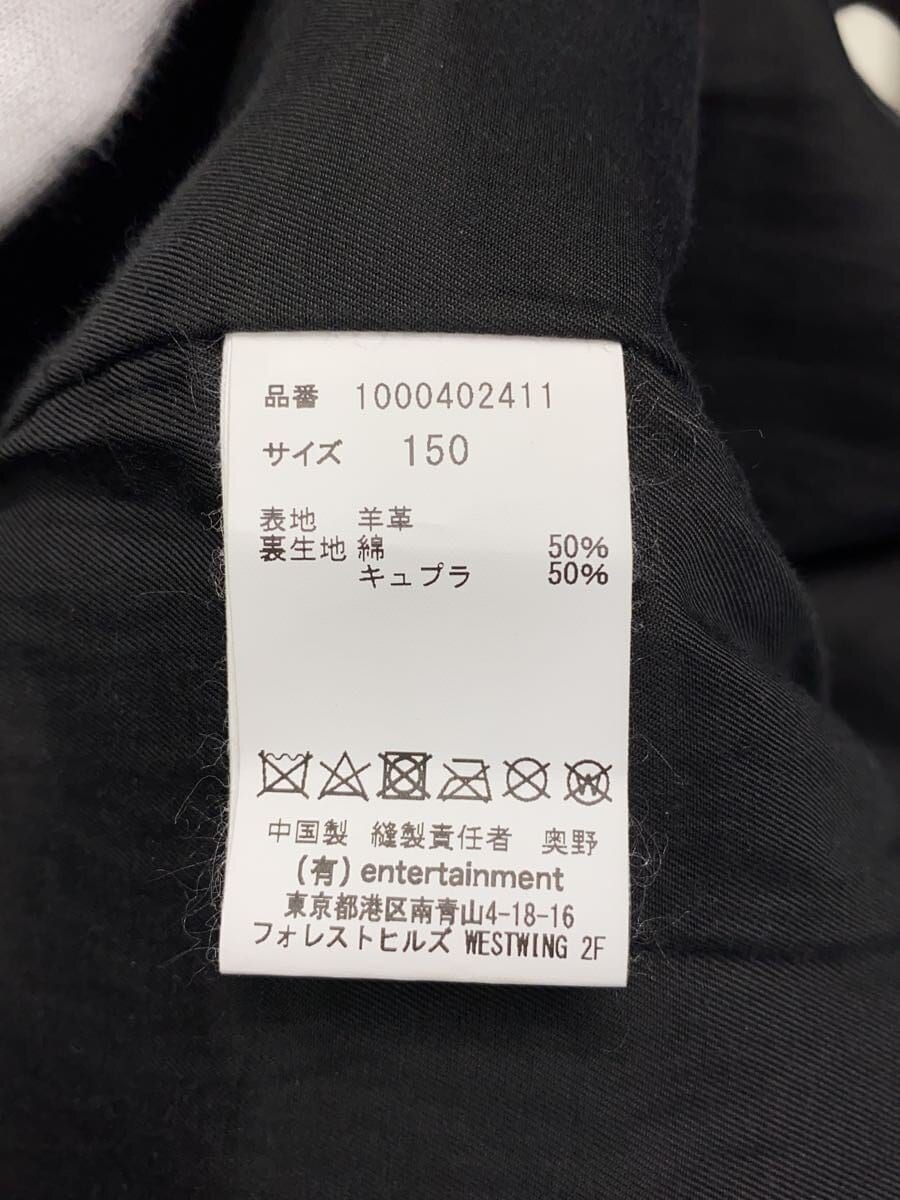 品番 1000402411
サイズ 150
表地 羊革
裏生地 綿 50%
キュプラ 50%
W
中国製 縫製責任者 奥野
(有) entertainment
東京都港区南青山4-18-16
フォレストヒルズ WESTWING 2F